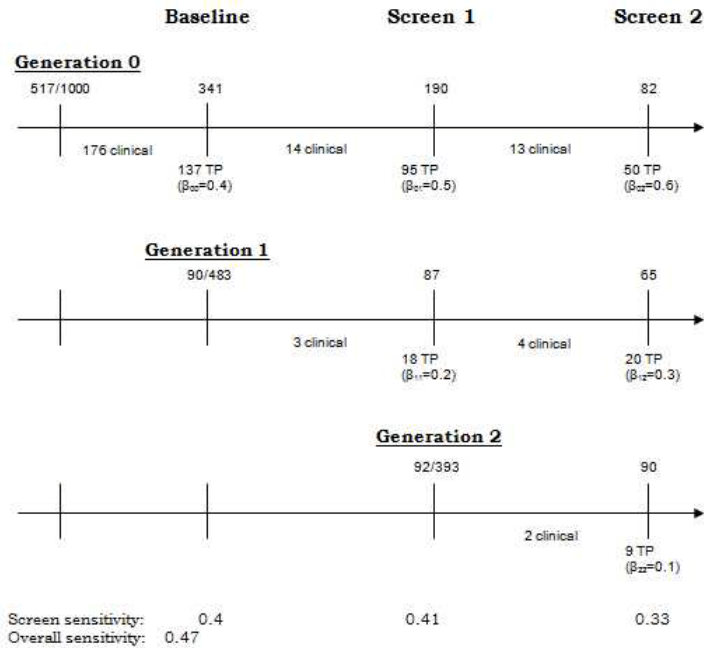 Baseline Screen 1 Screen 2
Generation 0
517/1000 341 190 82
176 clinical 14 clinical 13 clinical
137 TP 95 TP 50 TP
(β₀₀=0.4) (β₀₁=0.5) (β₀₂=0.6)
Generation 1
90/483 87 65
3 clinical 4 clinical
18 TP 20 TP
(β₁₁=0.2) (β₁₂=0.3)
Generation 2
92/393 90
2 clinical
9 TP
(β₂₂=0.1)
Screen sensitivity: 0.4 0.41 0.33
Overall sensitivity: 0.47